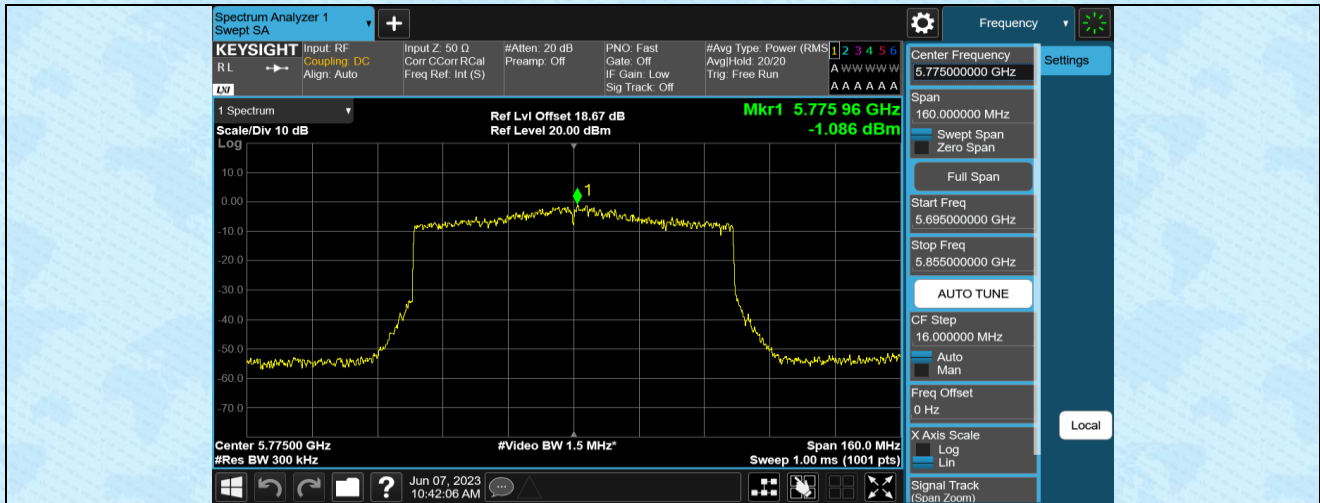 Spectrum Analyzer 1
Swept SA
+
Frequency
KEYSIGHT
R L
LXI
Input: RF
Coupling: DC
Align: Auto
Input Z: 50 Ω
Corr CCorr RCal
Freq Ref: Int (S)
#Atten: 20 dB
Preamp: Off
PNO: Fast
Gate: Off
IF Gain: Low
Sig Track: Off
#Avg Type: Power (RMS
Avg|Hold: 20/20
Trig: Free Run
1 2 3 4 5 6
A W W W W W
A A A A A A
1 Spectrum
Scale/Div 10 dB
Log
Ref Lvl Offset 18.67 dB
Ref Level 20.00 dBm
Mkr1 5.775 96 GHz
-1.086 dBm
1
10.0
0.00
-10.0
-20.0
-30.0
-40.0
-50.0
-60.0
-70.0
Center 5.77500 GHz
#Res BW 300 kHz
#Video BW 1.5 MHz*
Span 160.0 MHz
Sweep 1.00 ms (1001 pts)
Center Frequency
5.775000000 GHz
Settings
Span
160.000000 MHz
Swept Span
Zero Span
Full Span
Start Freq
5.695000000 GHz
Stop Freq
5.855000000 GHz
AUTO TUNE
CF Step
16.000000 MHz
Auto
Man
Freq Offset
0 Hz
X Axis Scale
Log
Lin
Local
Signal Track
(Span Zoom)
?
Jun 07, 2023
10:42:06 AM